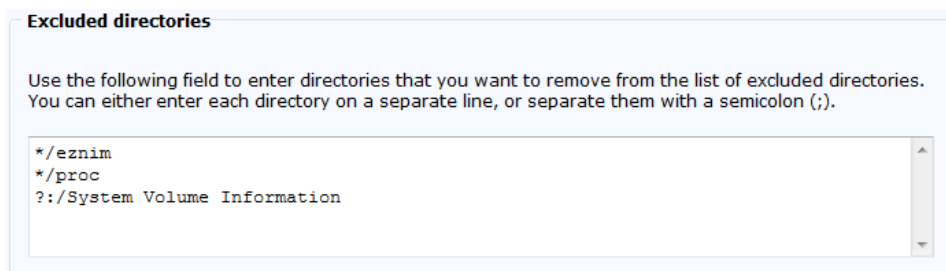 Excluded directories
Use the following field to enter directories that you want to remove from the list of excluded directories.
You can either enter each directory on a separate line, or separate them with a semicolon (;).
*/eznim
*/proc
?:/System Volume Information